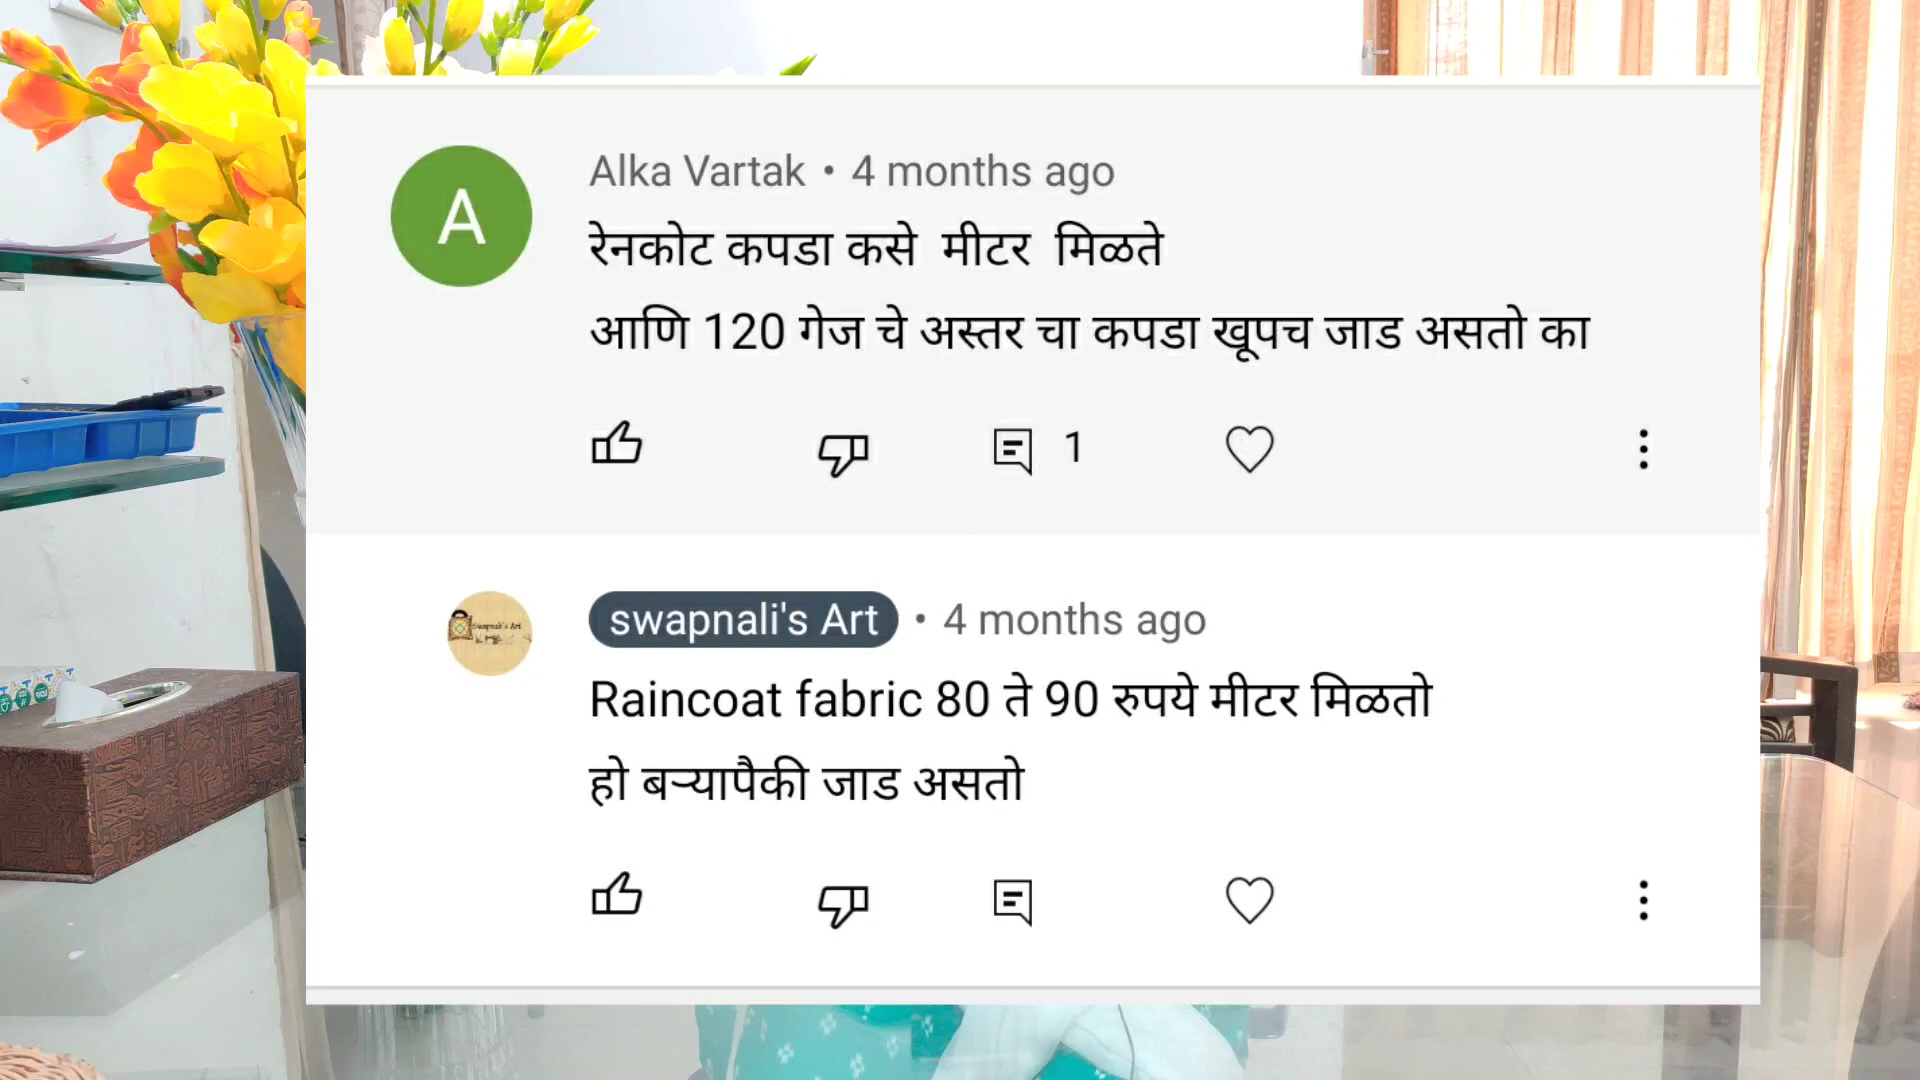 A
Alka Vartak • 4 months ago
रेनकोट कपडा कसे मीटर मिळते
आणि 120 गेज चे अस्तर चा कपडा खूपच जाड असतो का
1
swapnali's Art • 4 months ago
Raincoat fabric 80 ते 90 रुपये मीटर मिळतो
हो बऱ्यापैकी जाड असतो